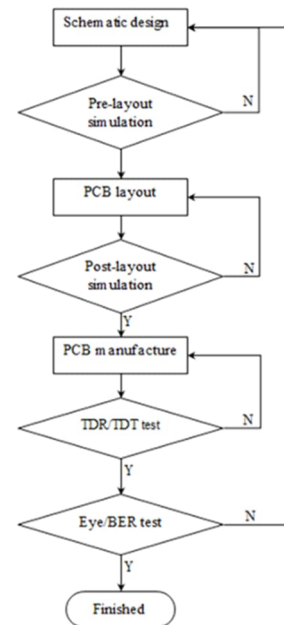 Schematic design
Pre-layout
simulation
N
PCB layout
Post-layout
simulation
N
Y
PCB manufacture
TDR/TDT test
N
Y
Eye/BER test
N
Y
Finished